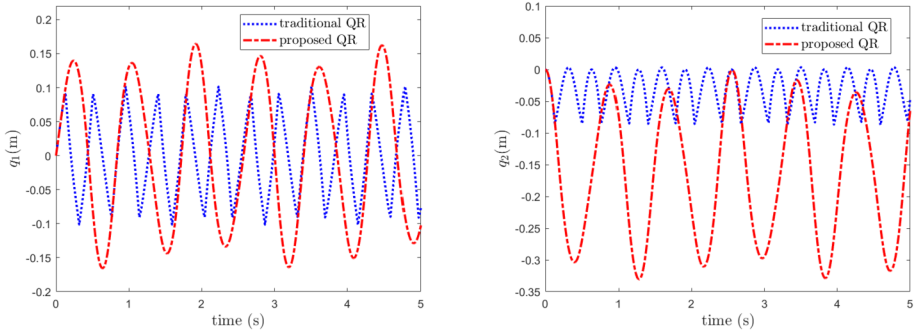 traditional QR
proposed QR
0.2
0.15
0.1
0.05
0
-0.05
-0.1
-0.15
-0.2
q1(m)
0 1 2 3 4 5
time (s)
traditional QR
proposed QR
0.1
0.05
0
-0.05
-0.1
-0.15
-0.2
-0.25
-0.3
-0.35
q2(m)
0 1 2 3 4 5
time (s)